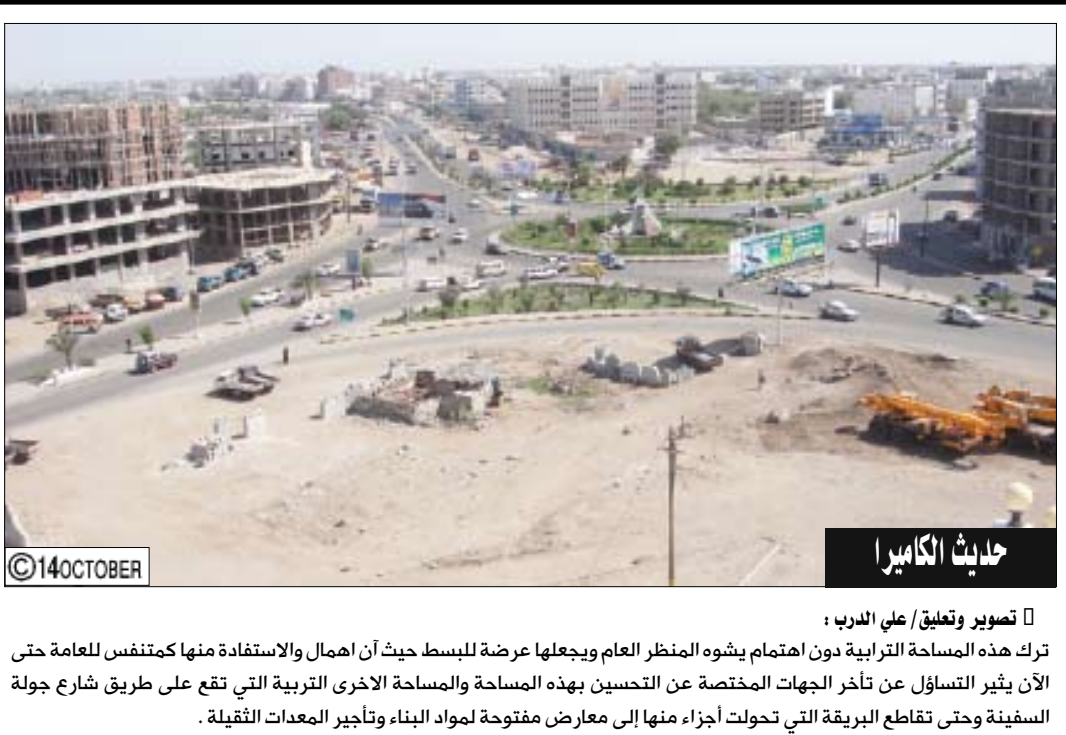 حديث الكاميرا
©14OCTOBER
تصوير وتعليق/ علي الدرب :
ترك هذه المساحة الترابية دون اهتمام يشوه المنظر العام ويجعلها عرضة للبسط حيث آن اهمال والاستفادة منها كمتنفس للعامة حتى
الآن يثير التساؤل عن تأخر الجهات المختصة عن التحسين بهذه المساحة والمساحة الاخرى التربية التي تقع على طريق شارع جولة
السفينة وحتى تقاطع البريقة التي تحولت أجزاء منها إلى معارض مفتوحة لمواد البناء وتأجير المعدات الثقيلة .